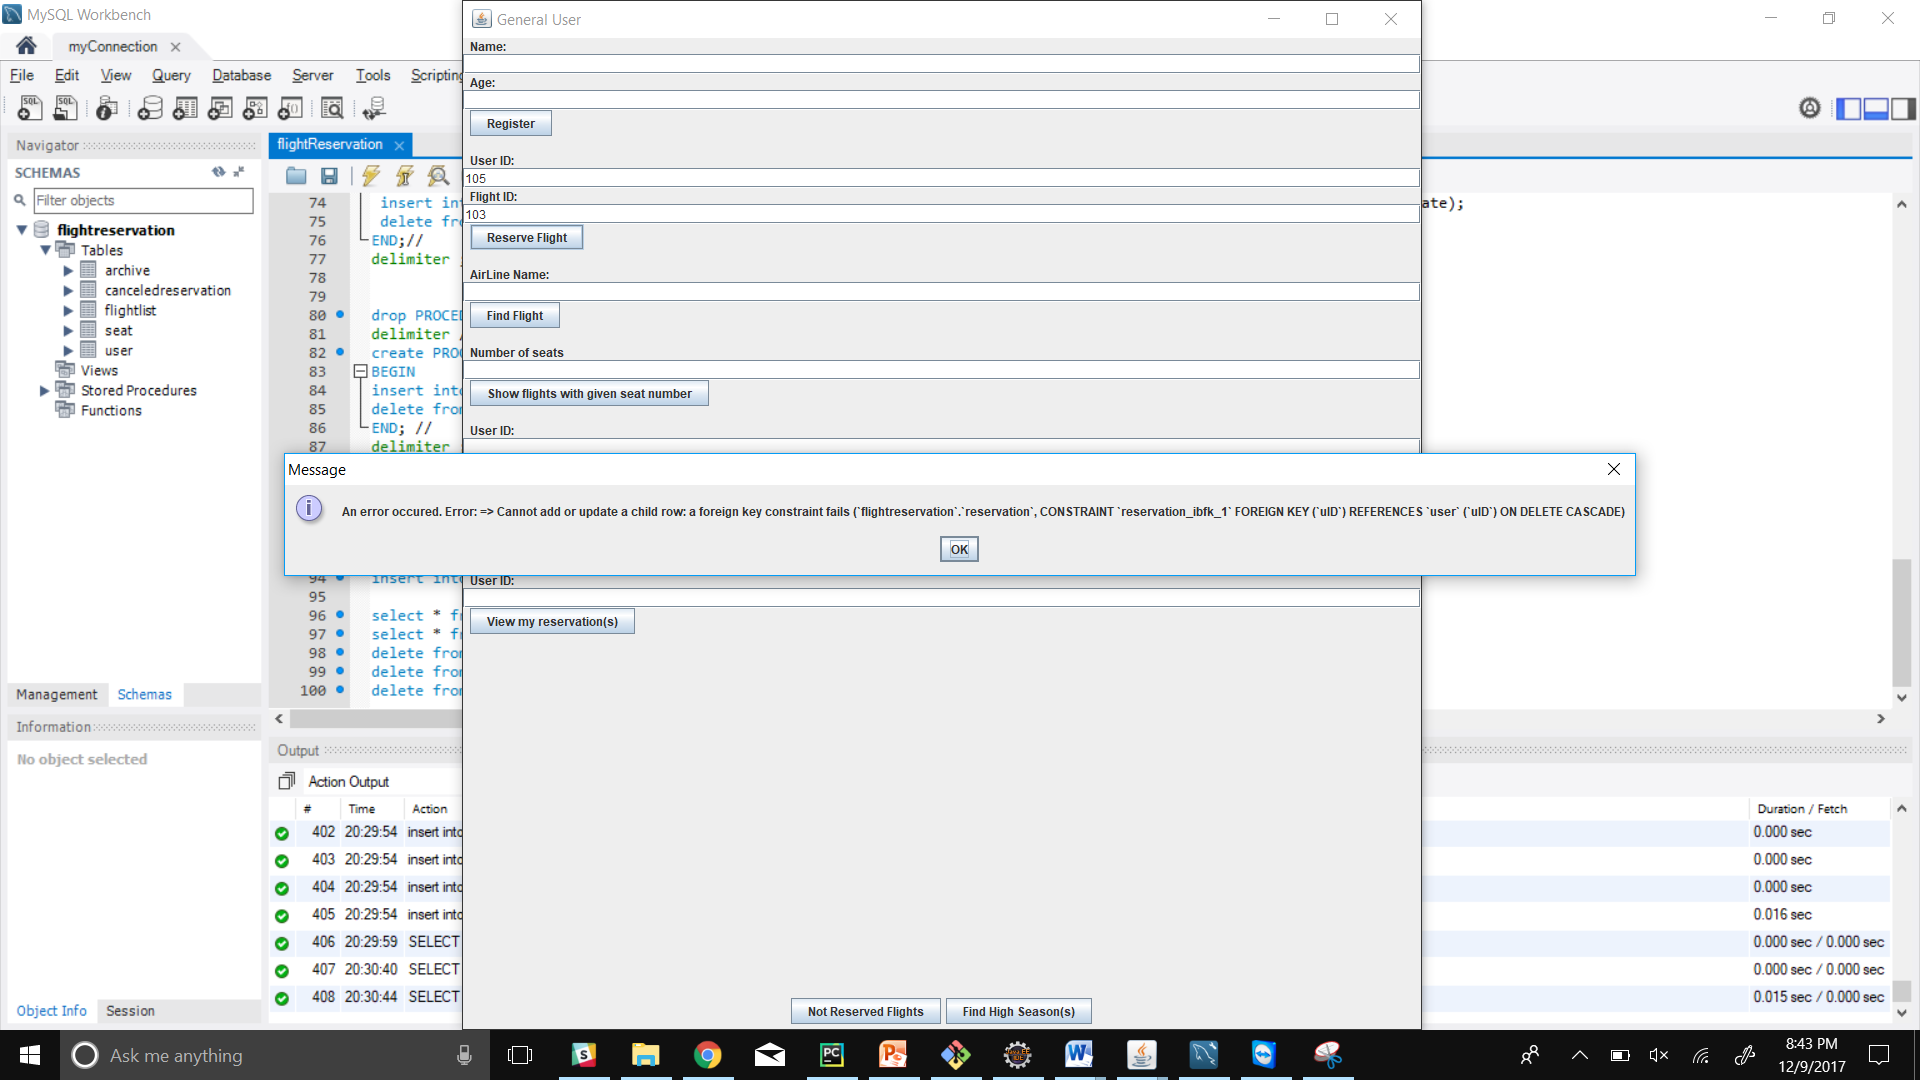 MySQL Workbench
myConnection
File Edit View Query Database Server Tools Scripting
Navigator
SCHEMAS
Filter objects
flightreservation
Tables
archive
canceledreservation
flightlist
seat
user
Views
Stored Procedures
Functions
Management Schemas
Information
No object selected
Object Info Session
flightReservation
74 insert int
75 delete fro
76 END;//
77 delimiter
78
79
80 drop PROCED
81 delimiter /
82 create PROC
83 BEGIN
84 insert into
85 delete from
86 END; //
87 delimiter
94 insert into
95
96 select * fr
97 select * fr
98 delete from
99 delete from
100 delete from
ate);
General User
Name:
Age:
Register
User ID:
105
Flight ID:
103
Reserve Flight
AirLine Name:
Find Flight
Number of seats
Show flights with given seat number
User ID:
Message
An error occured. Error: => Cannot add or update a child row: a foreign key constraint fails (`flightreservation`.`reservation`, CONSTRAINT `reservation_ibfk_1` FOREIGN KEY (`uID`) REFERENCES `user` (`uID`) ON DELETE CASCADE)
OK
User ID:
View my reservation(s)
Not Reserved Flights Find High Season(s)
Output
Action Output
# Time Action Duration / Fetch
402 20:29:54 insert into 0.000 sec
403 20:29:54 insert into 0.000 sec
404 20:29:54 insert into 0.000 sec
405 20:29:54 insert into 0.016 sec
406 20:29:59 SELECT 0.000 sec / 0.000 sec
407 20:30:40 SELECT 0.000 sec / 0.000 sec
408 20:30:44 SELECT 0.015 sec / 0.000 sec
Ask me anything
8:43 PM
12/9/2017